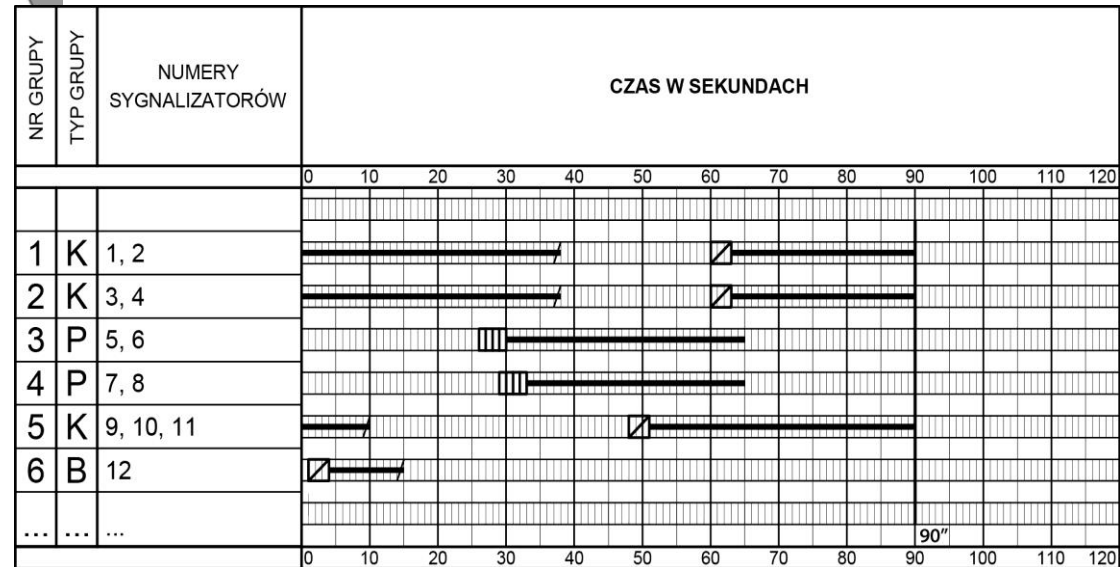 NR GRUPY
TYP GRUPY
NUMERY
SYGNALIZATORÓW
CZAS W SEKUNDACH
0 10 20 30 40 50 60 70 80 90 100 110 120
1 K 1, 2
2 K 3, 4
3 P 5, 6
4 P 7, 8
5 K 9, 10, 11
6 B 12
... ... ...
90”
0 10 20 30 40 50 60 70 80 90 100 110 120